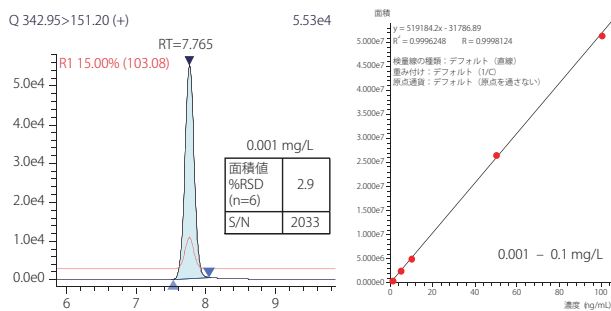 Q 342.95>151.20 (+)
5.53e4
RT=7.765
R1 15.00% (103.08)
5.0e4
4.0e4
3.0e4
2.0e4
1.0e4
0.0e0
6
7
8
9
0.001 mg/L
面積値
%RSD
(n=6)
2.9
S/N
2033
面積
y = 519184.2x - 31786.89
R² = 0.9996248 R = 0.9998124
検量線の種類：デフォルト（直線）
重み付け：デフォルト（1/C）
原点通貨：デフォルト（原点を通さない）
5.000e7
4.500e7
4.000e7
3.500e7
3.000e7
2.500e7
2.000e7
1.500e7
1.000e7
5.000e6
0.000e0
0
20
40
60
80
100
0.001 – 0.1 mg/L
濃度 (ng/mL)